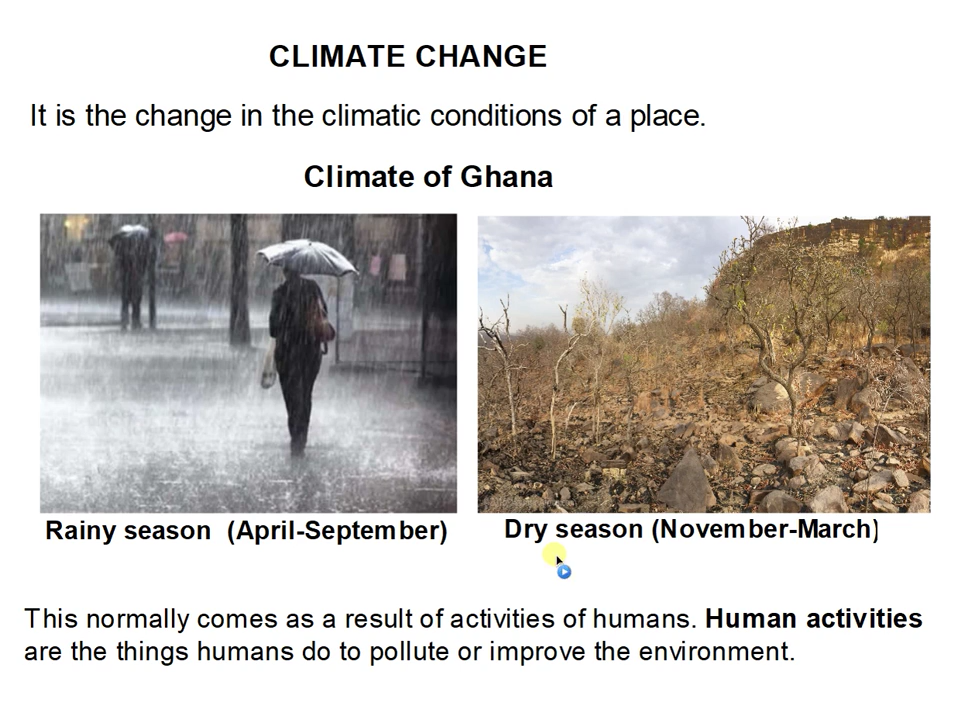 CLIMATE CHANGE
It is the change in the climatic conditions of a place.
Climate of Ghana
Rainy season  (April-September)
Dry season (November-March)
This normally comes as a result of activities of humans. Human activities
are the things humans do to pollute or improve the environment.